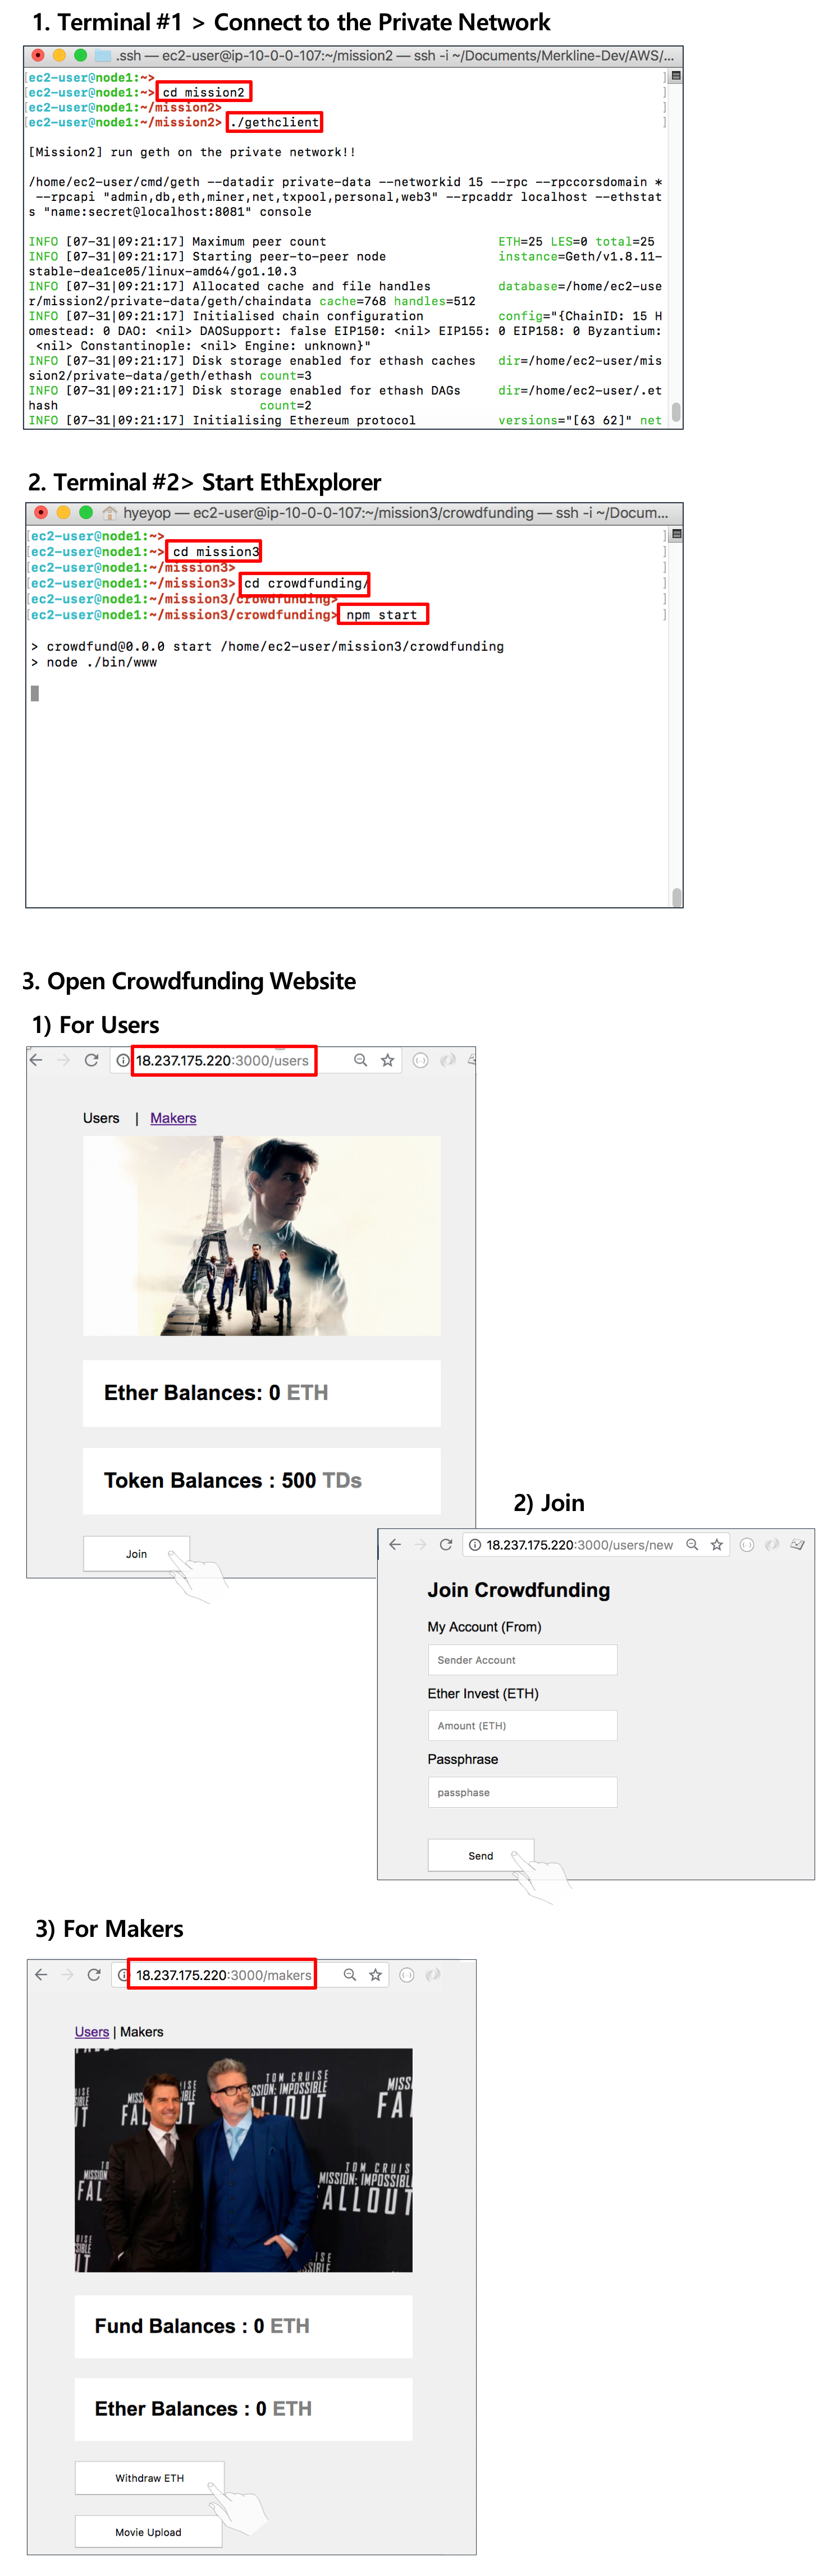 1. Terminal #1 > Connect to the Private Network
.ssh — ec2-user@ip-10-0-0-107:~/mission2 — ssh -i ~/Documents/Merkline-Dev/AWS/...
[ec2-user@node1:~> ]
[ec2-user@node1:~> cd mission2 ]
[ec2-user@node1:~/mission2> ]
[ec2-user@node1:~/mission2> ./gethclient ]
[Mission2] run geth on the private network!!
/home/ec2-user/cmd/geth --datadir private-data --networkid 15 --rpc --rpccorsdomain *
--rpcapi "admin,db,eth,miner,net,txpool,personal,web3" --rpcaddr localhost --ethstat
s "name:secret@localhost:8081" console
INFO [07-31|09:21:17] Maximum peer count ETH=25 LES=0 total=25
INFO [07-31|09:21:17] Starting peer-to-peer node instance=Geth/v1.8.11-
stable-dea1ce05/linux-amd64/go1.10.3
INFO [07-31|09:21:17] Allocated cache and file handles database=/home/ec2-use
r/mission2/private-data/geth/chaindata cache=768 handles=512
INFO [07-31|09:21:17] Initialised chain configuration config="{ChainID: 15 H
omestead: 0 DAO: <nil> DAOSupport: false EIP150: <nil> EIP155: 0 EIP158: 0 Byzantium:
<nil> Constantinople: <nil> Engine: unknown}"
INFO [07-31|09:21:17] Disk storage enabled for ethash caches dir=/home/ec2-user/mis
sion2/private-data/geth/ethash count=3
INFO [07-31|09:21:17] Disk storage enabled for ethash DAGs dir=/home/ec2-user/.et
hash count=2
INFO [07-31|09:21:17] Initialising Ethereum protocol versions="[63 62]" net
2. Terminal #2> Start EthExplorer
hyeyop — ec2-user@ip-10-0-0-107:~/mission3/crowdfunding — ssh -i ~/Docum...
[ec2-user@node1:~> ]
[ec2-user@node1:~> cd mission3 ]
[ec2-user@node1:~/mission3> ]
[ec2-user@node1:~/mission3> cd crowdfunding/ ]
[ec2-user@node1:~/mission3/crowdfunding> ]
[ec2-user@node1:~/mission3/crowdfunding> npm start ]
> crowdfund@0.0.0 start /home/ec2-user/mission3/crowdfunding
> node ./bin/www
3. Open Crowdfunding Website
1) For Users
18.237.175.220:3000/users
Users | Makers
Ether Balances: 0 ETH
Token Balances : 500 TDs
Join
2) Join
18.237.175.220:3000/users/new
Join Crowdfunding
My Account (From)
Sender Account
Ether Invest (ETH)
Amount (ETH)
Passphrase
passphase
Send
3) For Makers
18.237.175.220:3000/makers
Users | Makers
TOM CRUISE
MISSION: IMPOSSIBLE
FALLOUT
TOM CRUISE
MISSION: IMPOSSIBL
FALLOUT
Fund Balances : 0 ETH
Ether Balances : 0 ETH
Withdraw ETH
Movie Upload